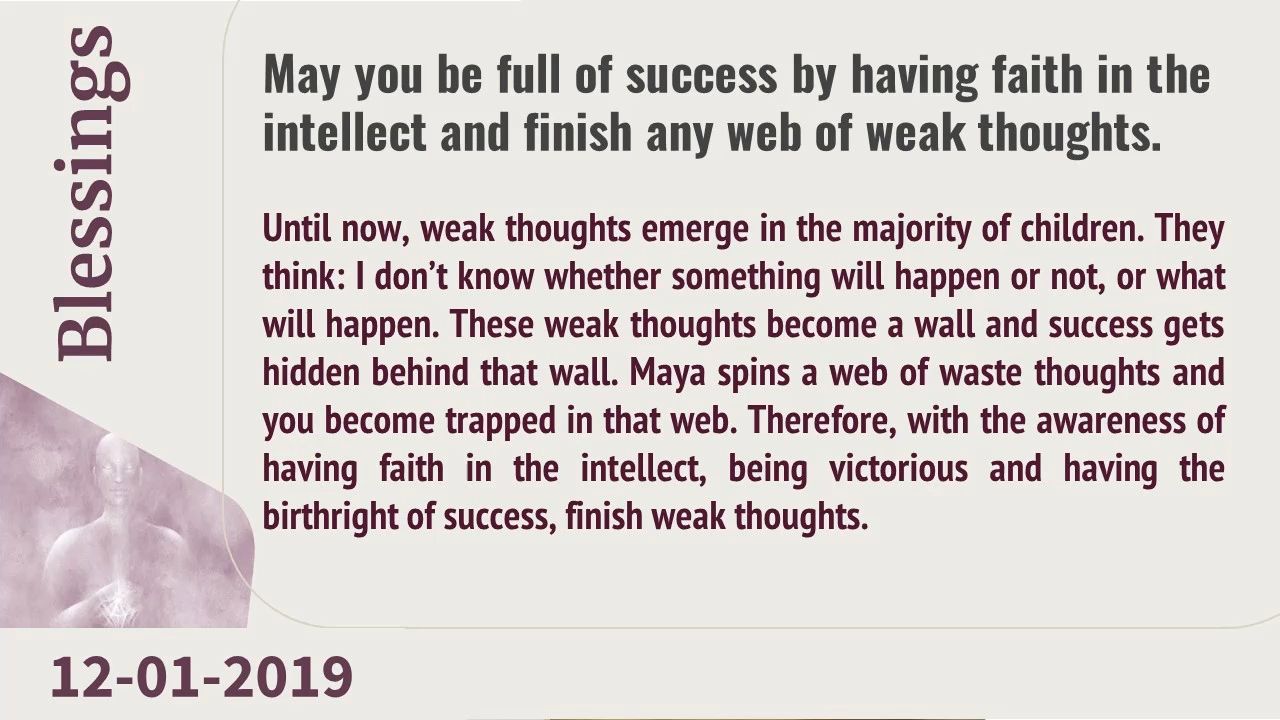 Blessings
May you be full of success by having faith in the
intellect and finish any web of weak thoughts.
Until now, weak thoughts emerge in the majority of children. They
think: I don’t know whether something will happen or not, or what
will happen. These weak thoughts become a wall and success gets
hidden behind that wall. Maya spins a web of waste thoughts and
you become trapped in that web. Therefore, with the awareness of
having faith in the intellect, being victorious and having the
birthright of success, finish weak thoughts.
12-01-2019